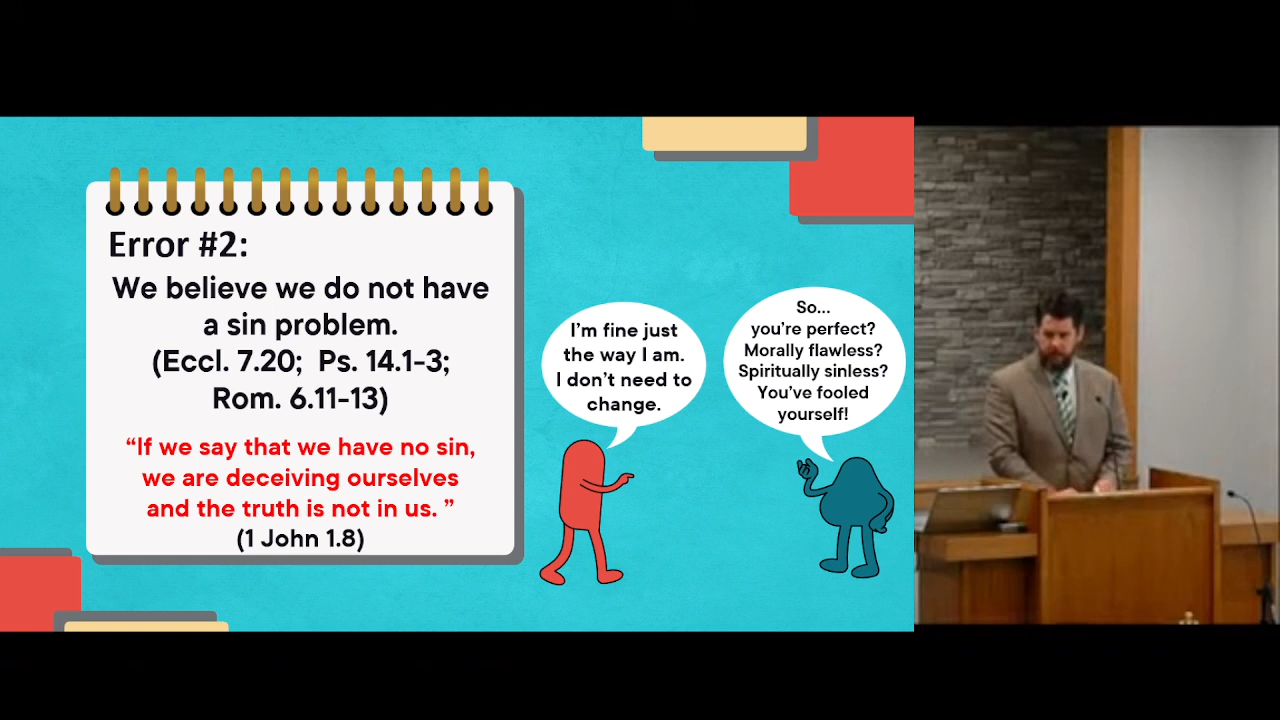 Error #2:
We believe we do not have
a sin problem.
(Eccl. 7.20; Ps. 14.1-3;
Rom. 6.11-13)
“If we say that we have no sin,
we are deceiving ourselves
and the truth is not in us. ”
(1 John 1.8)
I'm fine just
the way I am.
I don't need to
change.
So...
you're perfect?
Morally flawless?
Spiritually sinless?
You've fooled
yourself!